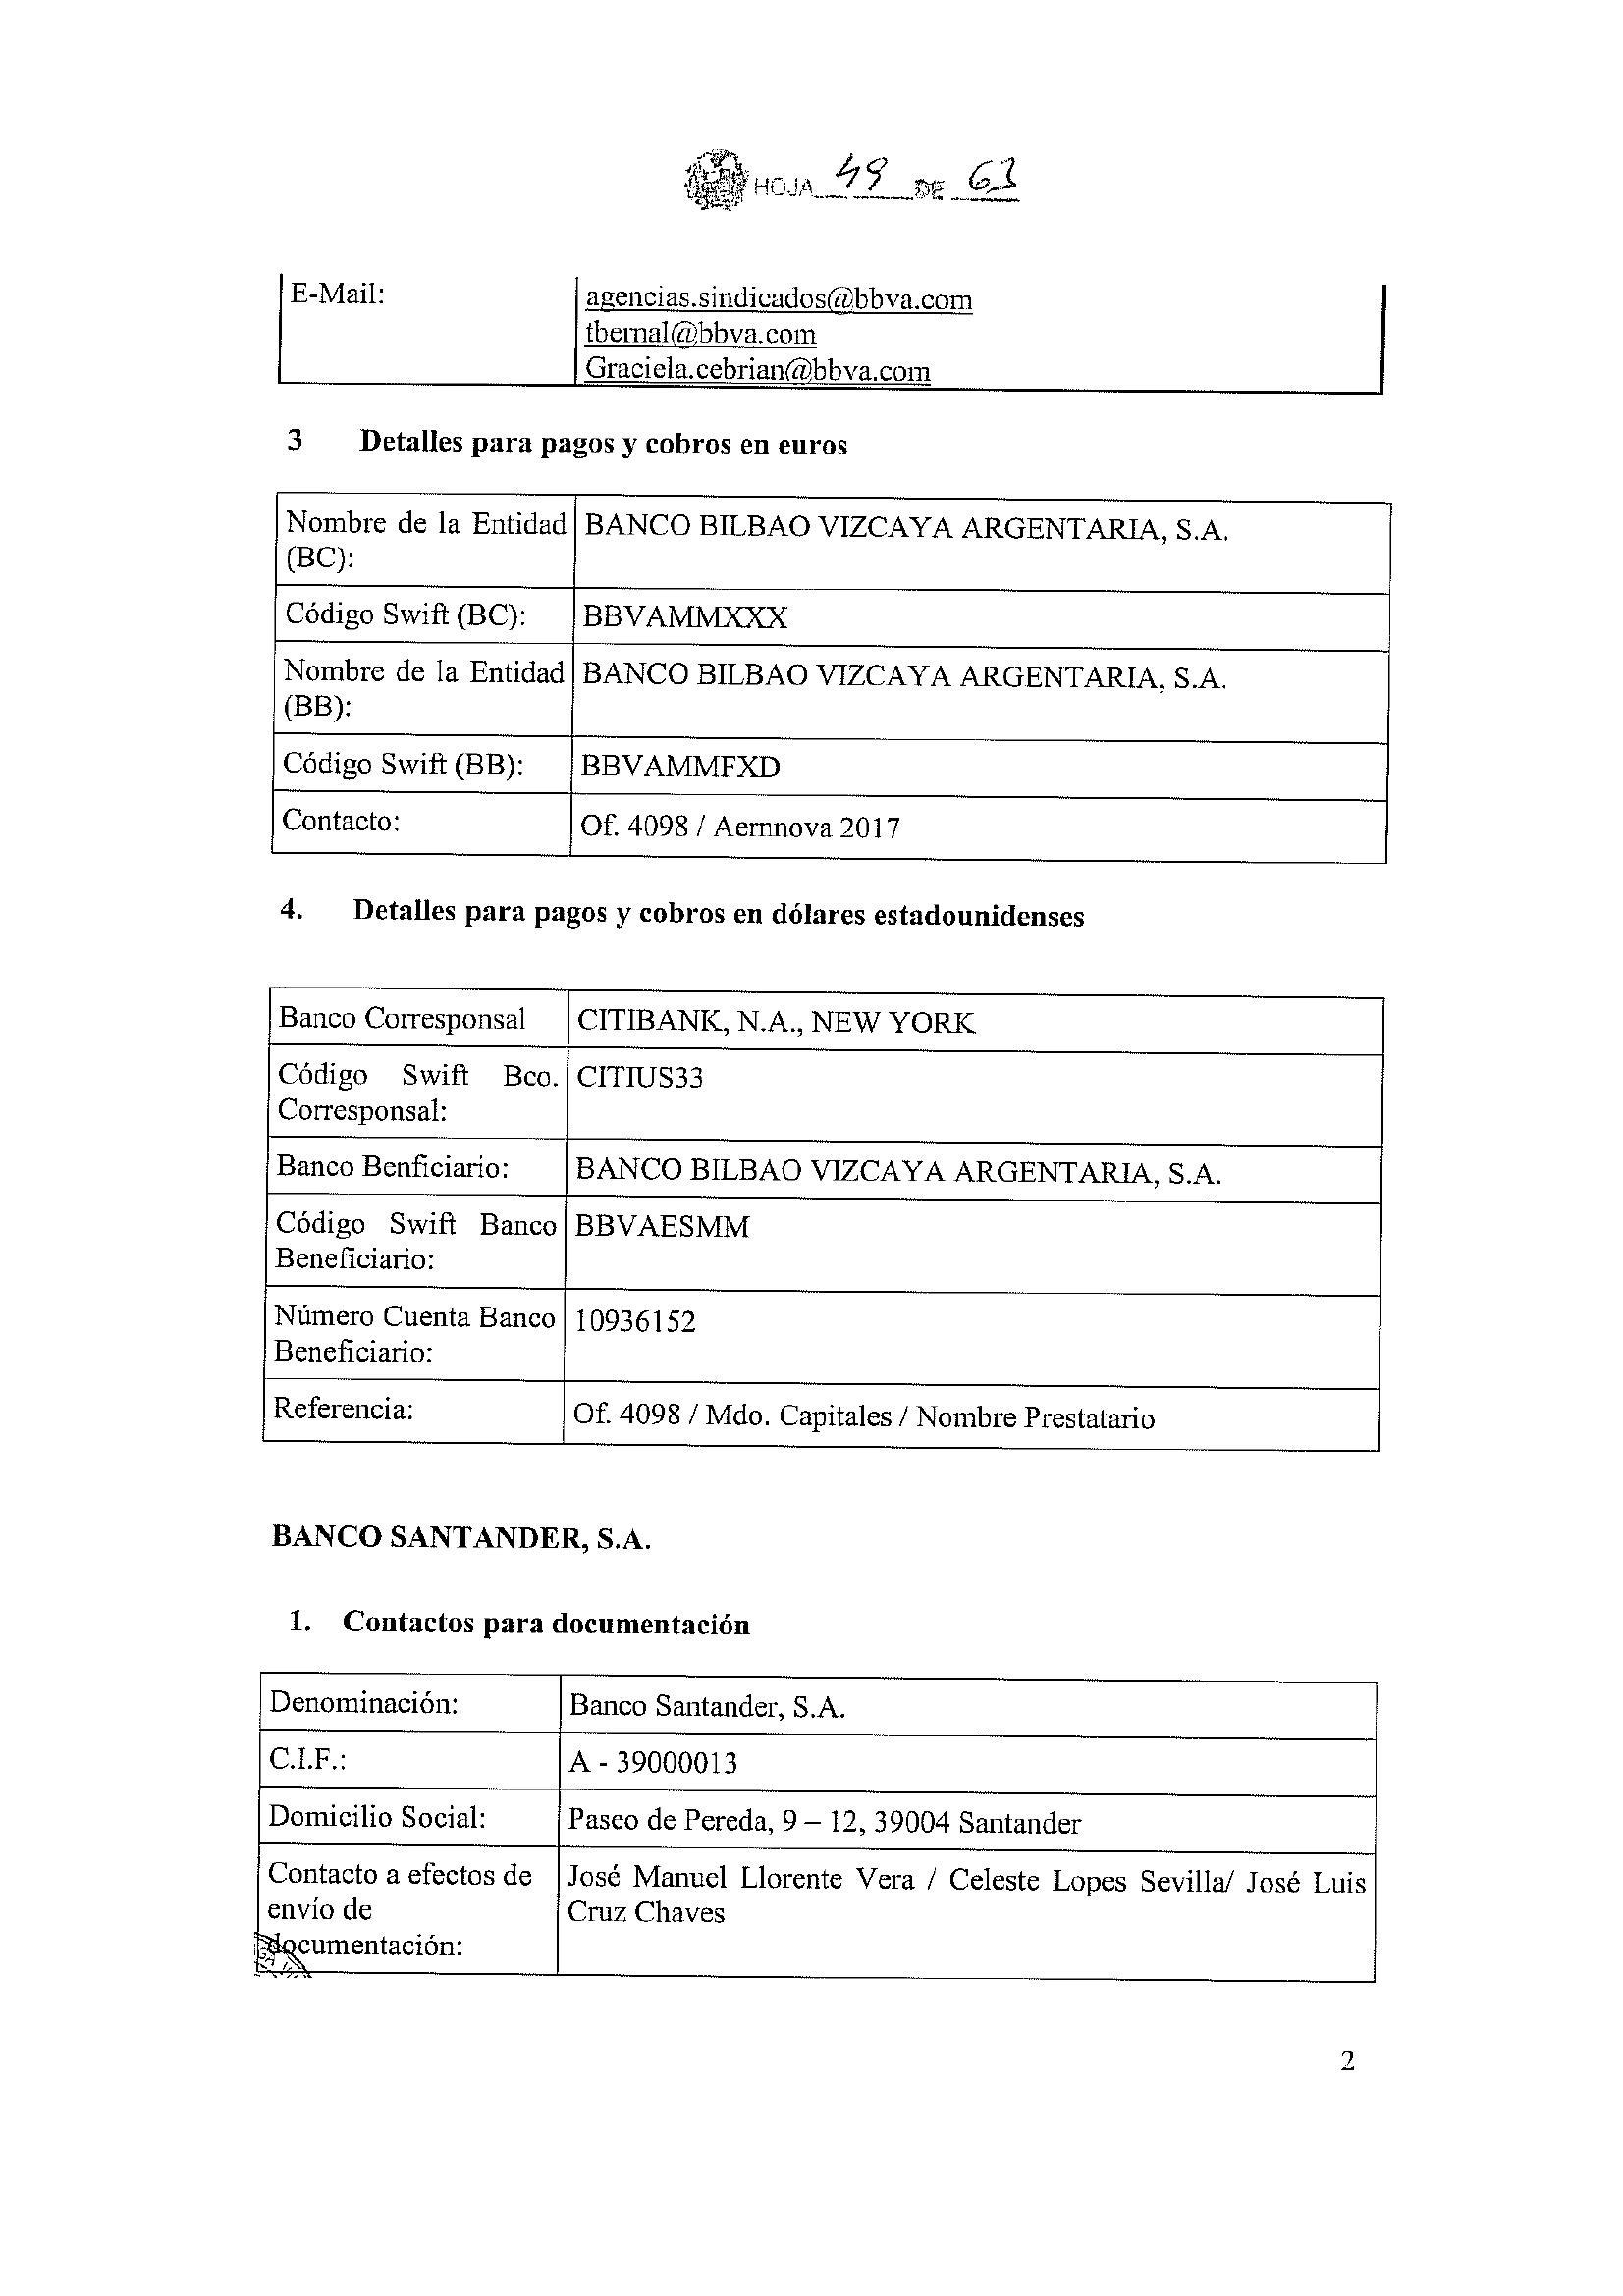 HOJA 49 DE 63
E-Mail: agencias.sindicados@bbva.com
tbernal@bbva.com
Graciela.cebrian@bbva.com
3 Detalles para pagos y cobros en euros
Nombre de la Entidad BANCO BILBAO VIZCAYA ARGENTARIA, S.A.
(BC):
Código Swift (BC): BBVAMMXXX
Nombre de la Entidad BANCO BILBAO VIZCAYA ARGENTARIA, S.A.
(BB):
Código Swift (BB): BBVAMMFXD
Contacto: Of. 4098 / Aernnova 2017
4. Detalles para pagos y cobros en dólares estadounidenses
Banco Corresponsal CITIBANK, N.A., NEW YORK
Código Swift Bco. CITIUS33
Corresponsal:
Banco Benficiario: BANCO BILBAO VIZCAYA ARGENTARIA, S.A.
Código Swift Banco BBVAESMM
Beneficiario:
Número Cuenta Banco 10936152
Beneficiario:
Referencia: Of. 4098 / Mdo. Capitales / Nombre Prestatario
BANCO SANTANDER, S.A.
1. Contactos para documentación
Denominación: Banco Santander, S.A.
C.I.F.: A - 39000013
Domicilio Social: Paseo de Pereda, 9 – 12, 39004 Santander
Contacto a efectos de José Manuel Llorente Vera / Celeste Lopes Sevilla/ José Luis
envío de Cruz Chaves
documentación:
2